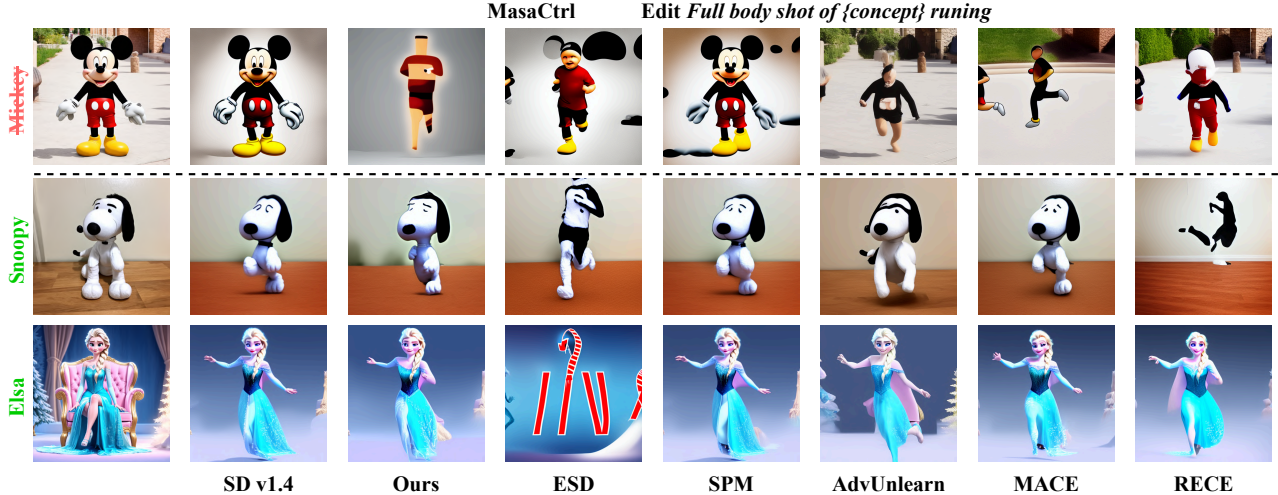 MasaCtrl Edit Full body shot of {concept} runing
Mickey
Snoopy
Elsa
SD v1.4 Ours ESD SPM AdvUnlearn MACE RECE